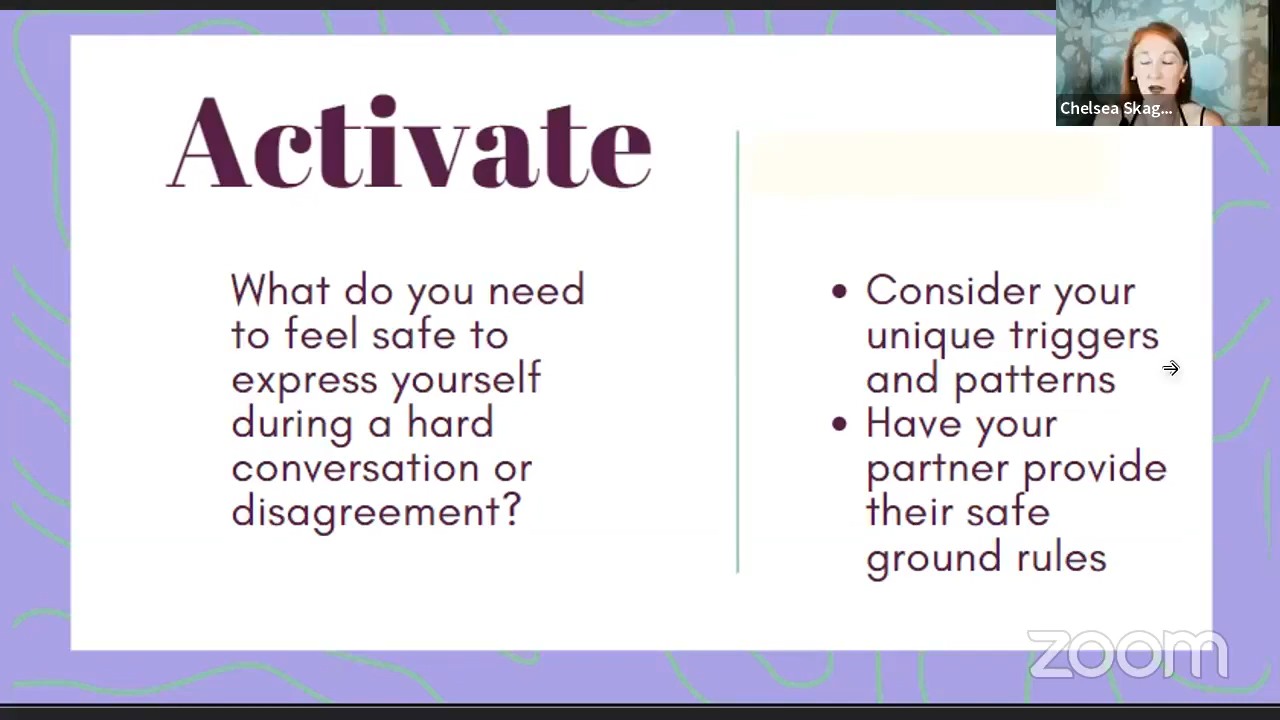 Activate
What do you need
to feel safe to
express yourself
during a hard
conversation or
disagreement?
• Consider your
unique triggers
and patterns
• Have your
partner provide
their safe
ground rules
Chelsea Skag...
zoom